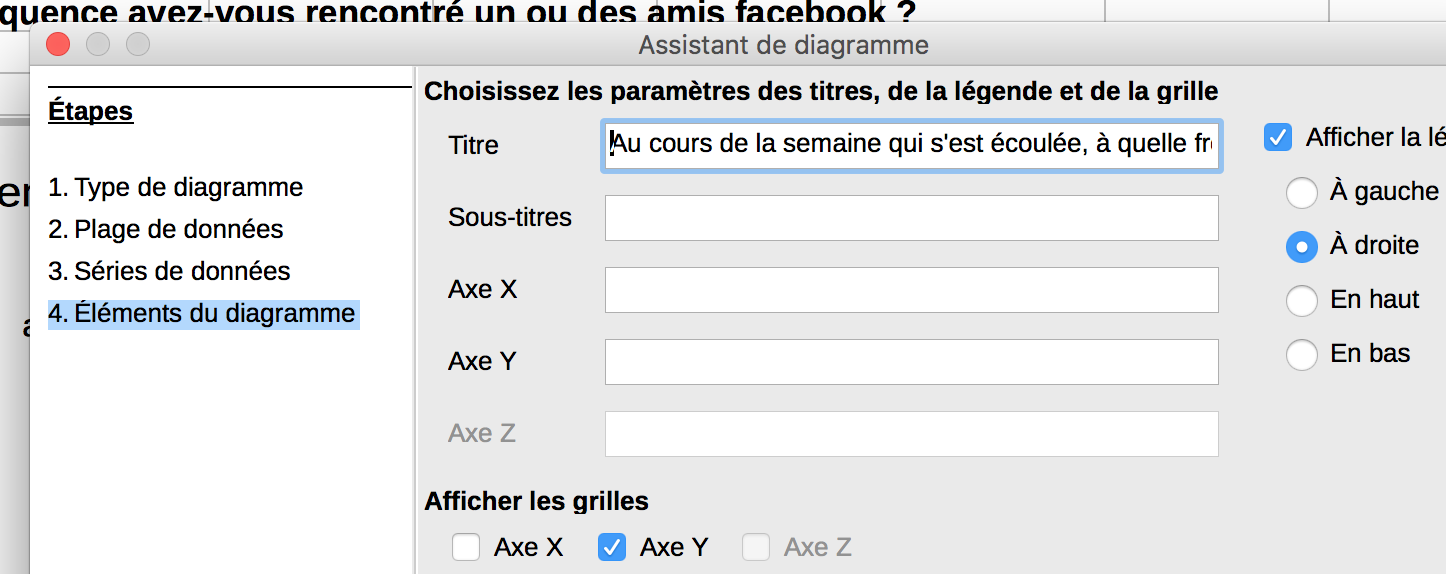 quence avez-vous rencontré un ou des amis facebook ?
Assistant de diagramme
Étapes
1. Type de diagramme
2. Plage de données
3. Séries de données
4. Éléments du diagramme
Choisissez les paramètres des titres, de la légende et de la grille
Titre
Au cours de la semaine qui s'est écoulée, à quelle fr
Sous-titres
Axe X
Axe Y
Axe Z
Afficher la lé
À gauche
À droite
En haut
En bas
Afficher les grilles
Axe X
Axe Y
Axe Z